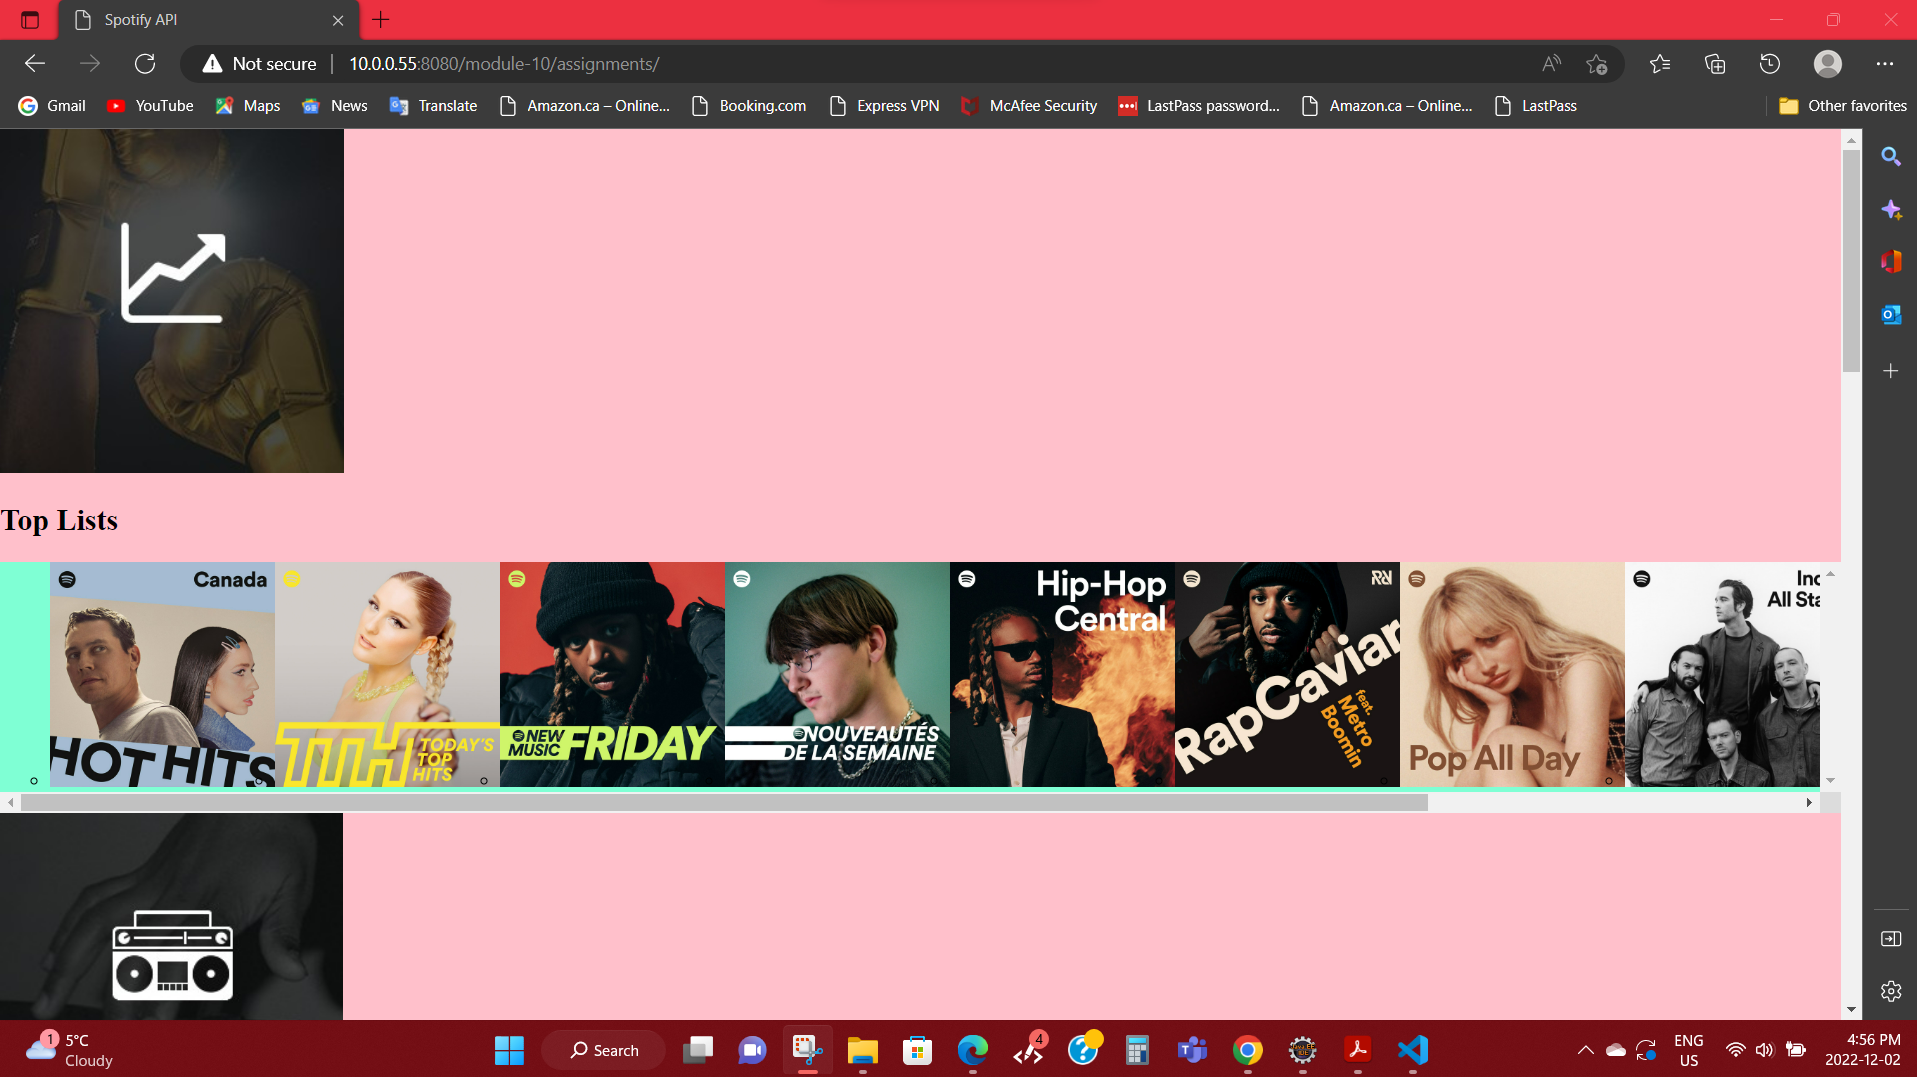 Spotify API
Not secure
10.0.0.55:8080/module-10/assignments/
Gmail
YouTube
Maps
News
Translate
Amazon.ca – Online...
Booking.com
Express VPN
McAfee Security
LastPass password...
Amazon.ca – Online...
LastPass
Other favorites
Top Lists
Canada
HOT HITS
TTH TODAY'S
TOP
HITS
NEW
MUSIC FRIDAY
NOUVEAUTÉS
DE LA SEMAINE
Hip-Hop
Central
RapCaviar
feat.
Metro
Boomin
Pop All Day
All Sta
1
5°C
Cloudy
Search
4
ENG
US
4:56 PM
2022-12-02